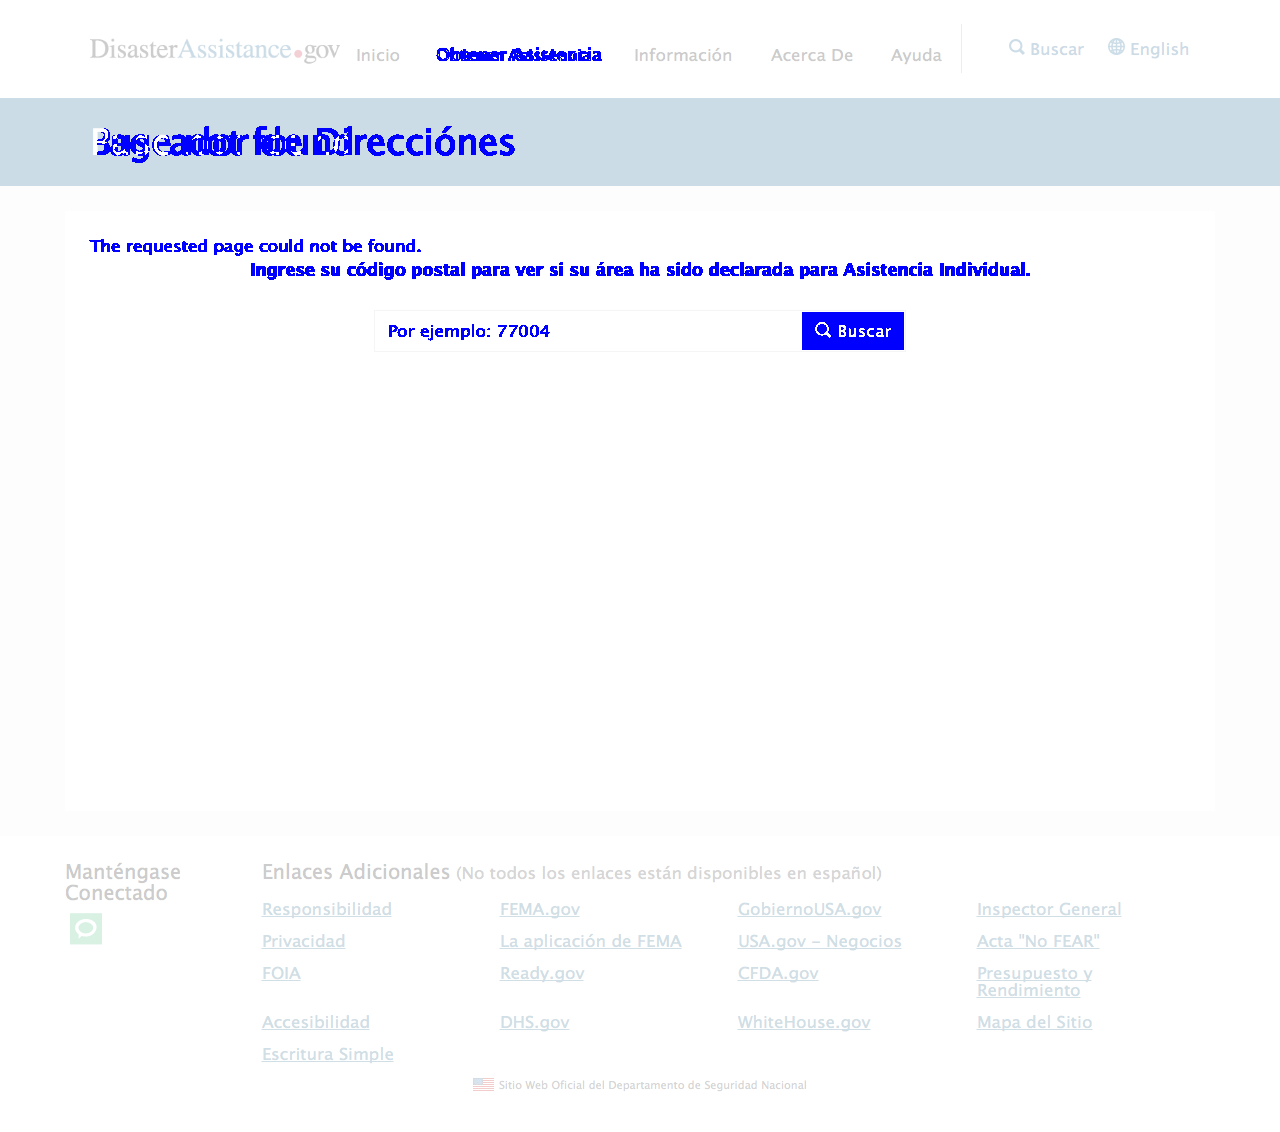 DisasterAssistance.gov
Inicio Obtener Asistencia Información Acerca De Ayuda Buscar English
Page not found
Buscador de Direcciónes
The requested page could not be found.
Ingrese su código postal para ver si su área ha sido declarada para Asistencia Individual.
Por ejemplo: 77004 Buscar
Manténgase
Conectado
Enlaces Adicionales (No todos los enlaces están disponibles en español)
Responsibilidad FEMA.gov GobiernoUSA.gov Inspector General
Privacidad La aplicación de FEMA USA.gov – Negocios Acta "No FEAR"
FOIA Ready.gov CFDA.gov Presupuesto y
Rendimiento
Accesibilidad DHS.gov WhiteHouse.gov Mapa del Sitio
Escritura Simple
Sitio Web Oficial del Departamento de Seguridad Nacional